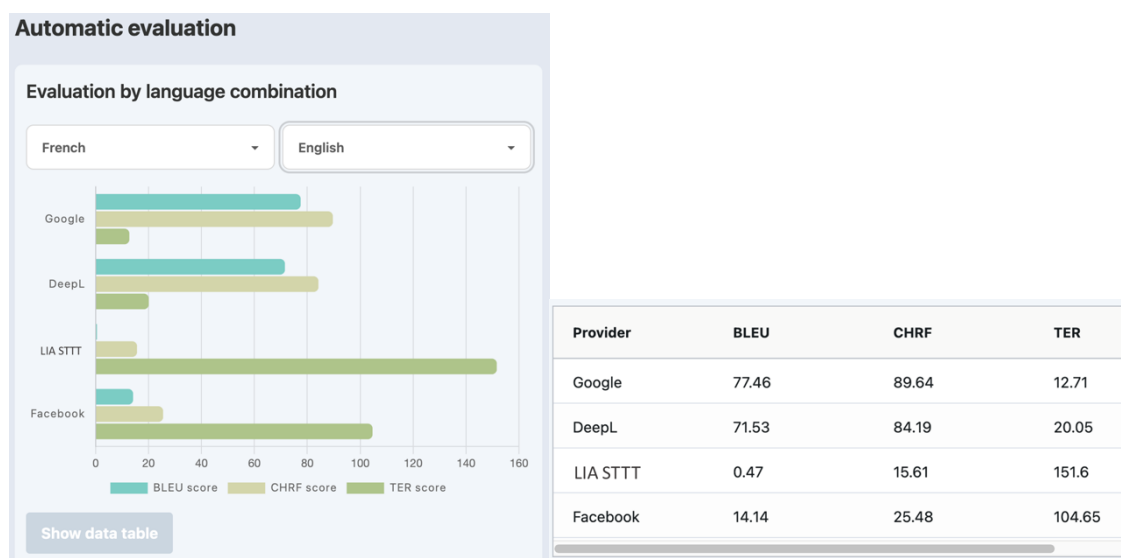 Automatic evaluation
Evaluation by language combination
French
English
Google
DeepL
LIA STTT
Facebook
0 20 40 60 80 100 120 140 160
BLEU score CHRF score TER score
Show data table
Provider BLEU CHRF TER
Google 77.46 89.64 12.71
DeepL 71.53 84.19 20.05
LIA STTT 0.47 15.61 151.6
Facebook 14.14 25.48 104.65